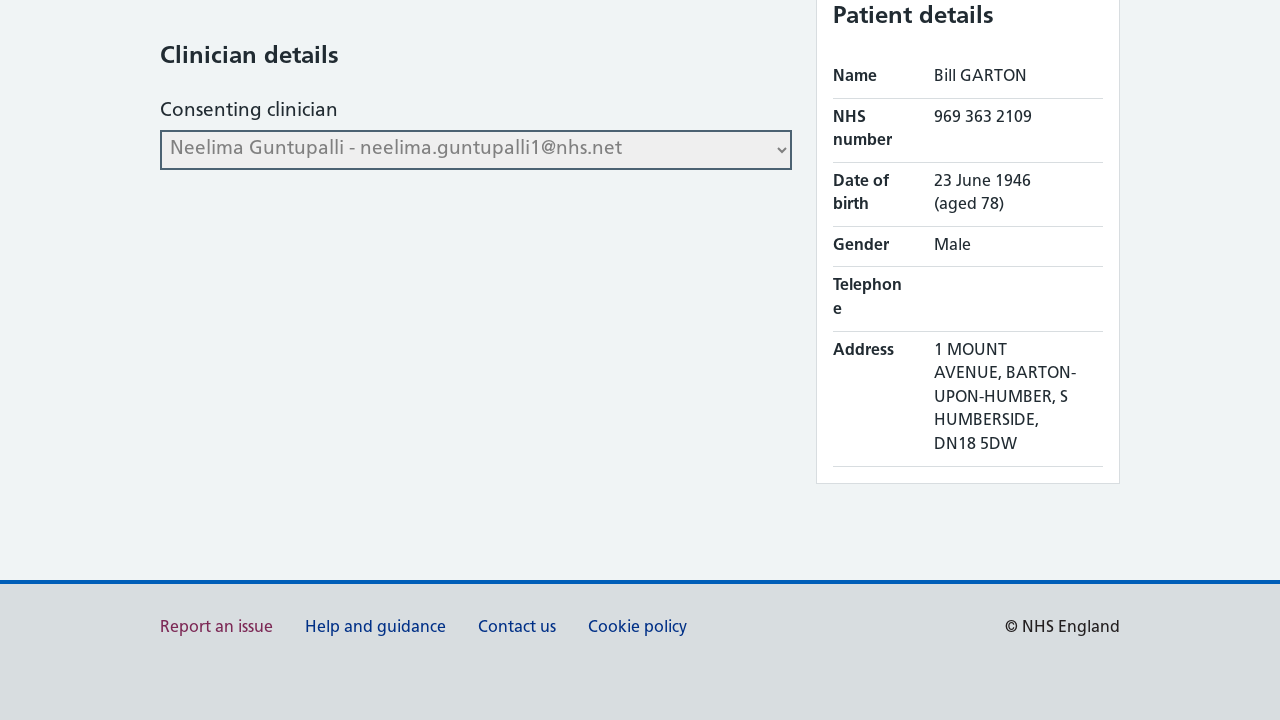 Clinician details
Consenting clinician
Neelima Guntupalli - neelima.guntupalli1@nhs.net
Patient details
Name Bill GARTON
NHS number 969 363 2109
Date of birth 23 June 1946 (aged 78)
Gender Male
Telephon
e
Address 1 MOUNT
AVENUE, BARTON-
UPON-HUMBER, S
HUMBERSIDE,
DN18 5DW
Report an issue Help and guidance Contact us Cookie policy © NHS England